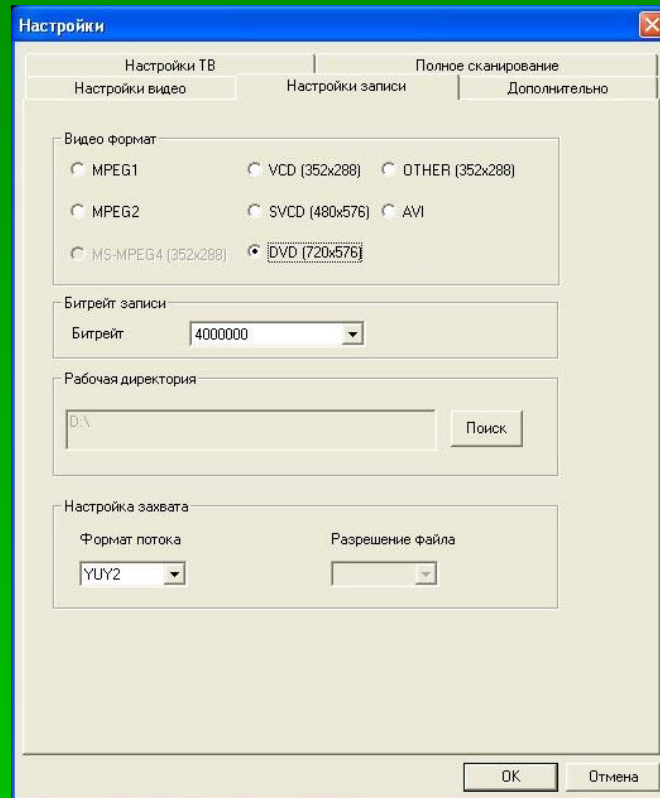 Настройки
Настройки ТВ Полное сканирование
Настройки видео Настройки записи Дополнительно
Видео формат
MPEG1 VCD (352x288) OTHER (352x288)
MPEG2 SVCD (480x576) AVI
MS-MPEG4 (352x288) DVD (720x576)
Битрейт записи
Битрейт 4000000
Рабочая директория
D:\ Поиск
Настройка захвата
Формат потока Разрешение файла
YUY2
OK Отмена